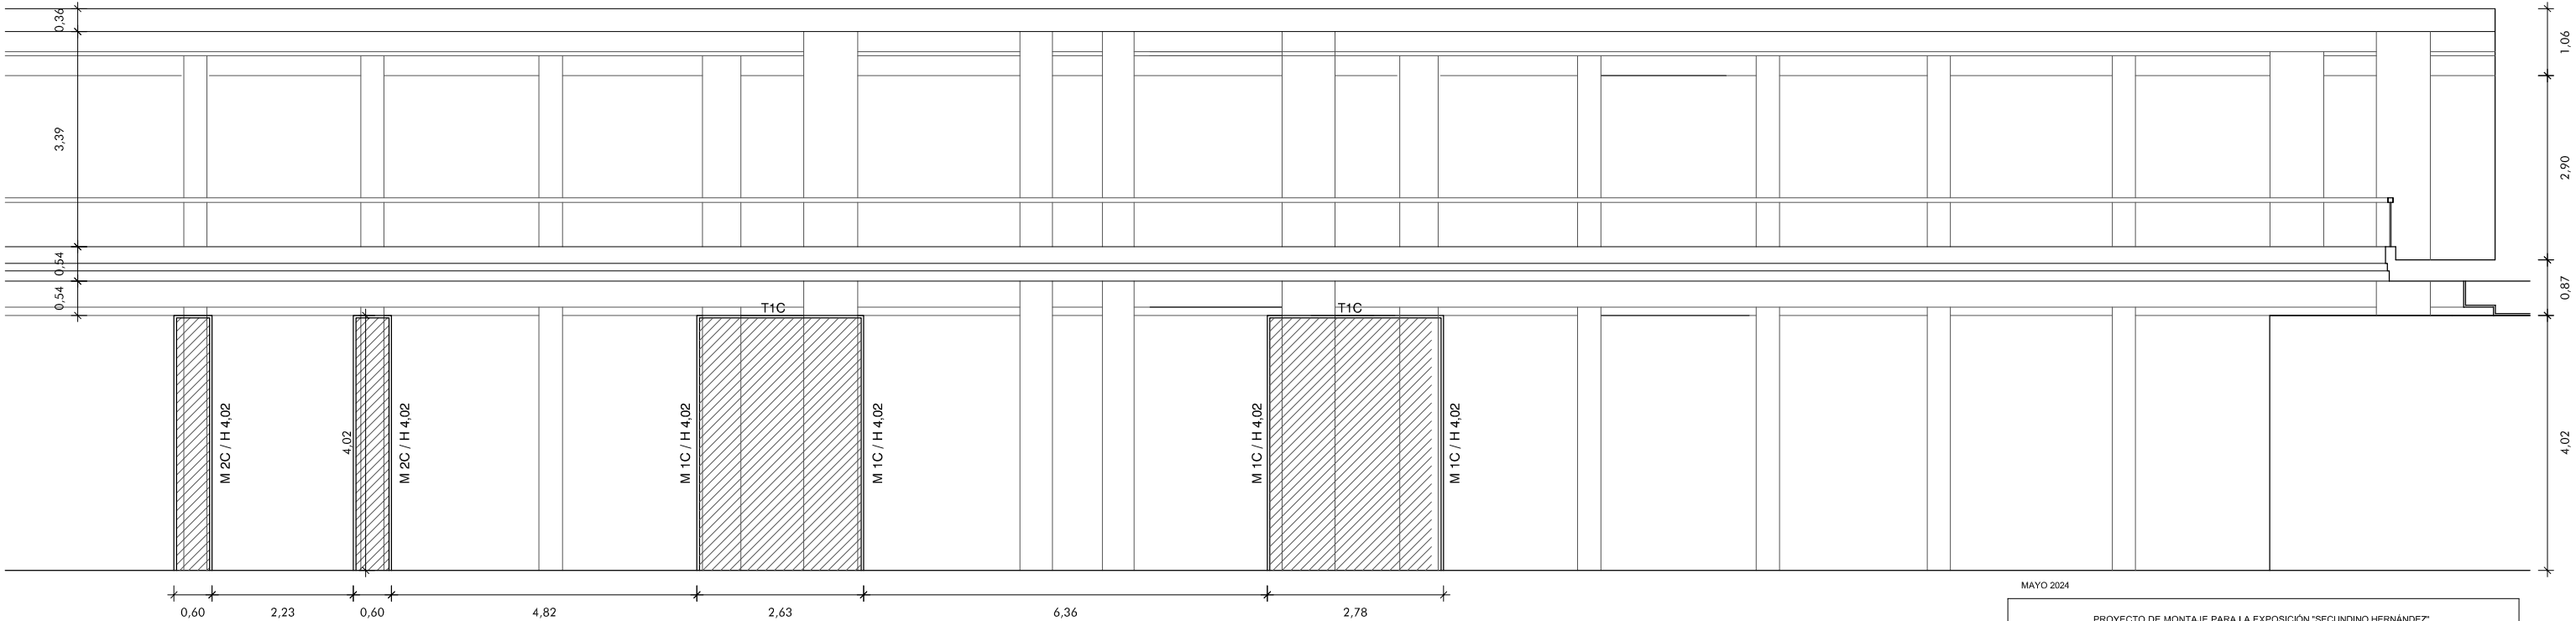 0,36
3,39
0,54
0,54
1,06
2,90
0,87
4,02
T1C
T1C
M 2C / H 4,02
4,02
M 2C / H 4,02
M 1C / H 4,02
M 1C / H 4,02
M 1C / H 4,02
M 1C / H 4,02
0,60
2,23
0,60
4,82
2,63
6,36
2,78
MAYO 2024
PROYECTO DE MONTAJE PARA LA EXPOSICIÓN "SECUNDINO HERNÁNDEZ"